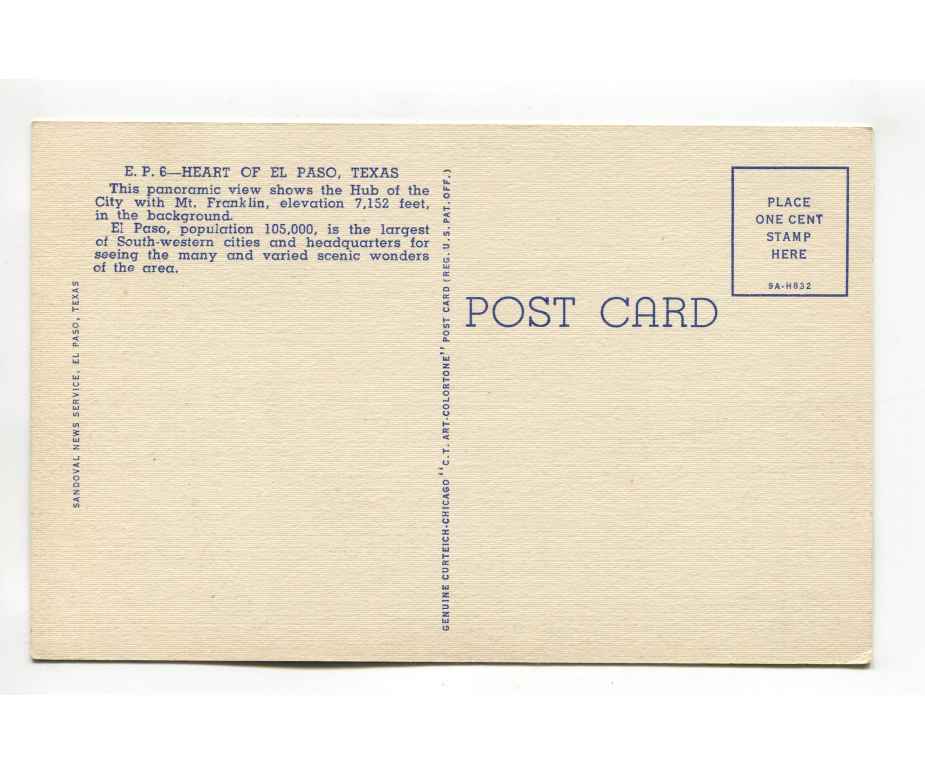 E. P. 6—HEART OF EL PASO, TEXAS
This panoramic view shows the Hub of the
City with Mt. Franklin, elevation 7,152 feet,
in the background.
El Paso, population 105,000, is the largest
of South-western cities and headquarters for
seeing the many and varied scenic wonders
of the area.
SANDOVAL NEWS SERVICE, EL PASO, TEXAS
GENUINE CURTEICH-CHICAGO "C.T. ART-COLORTONE" POST CARD (REG. U.S. PAT. OFF.)
POST CARD
PLACE
ONE CENT
STAMP
HERE
9A-H832